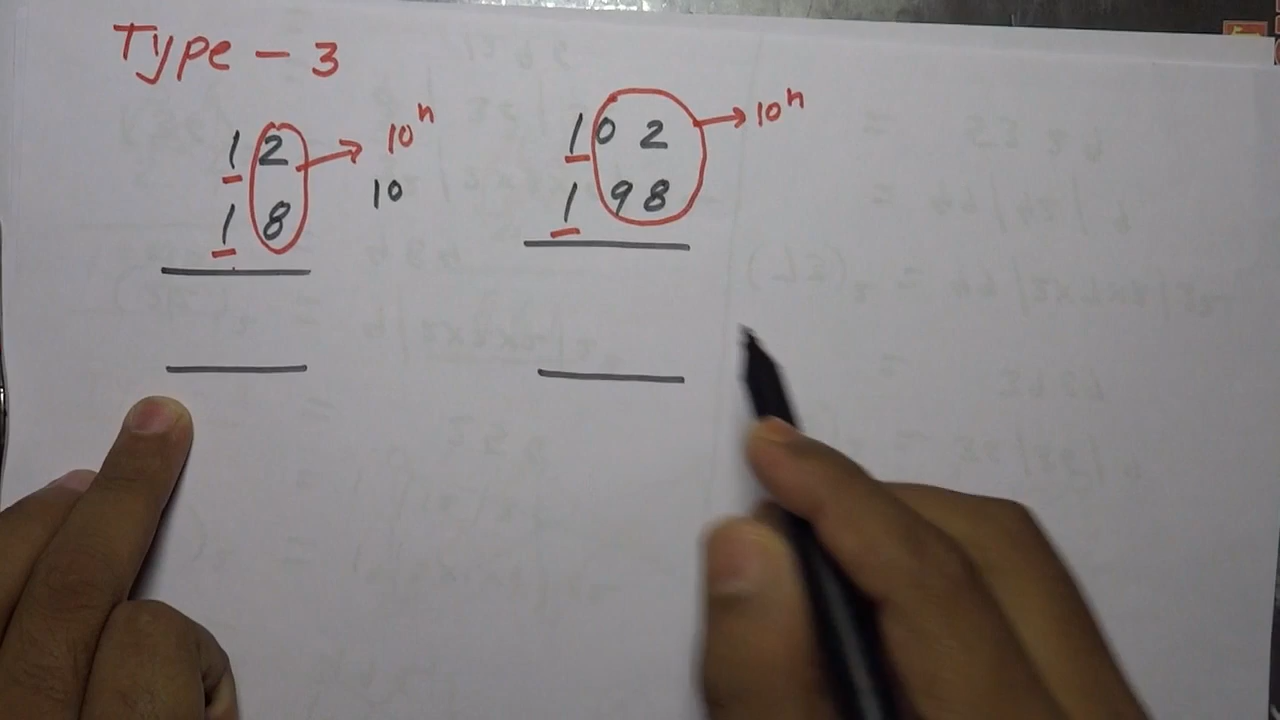 Type - 3
12 → 10ⁿ
18 10
102 → 10ⁿ
198